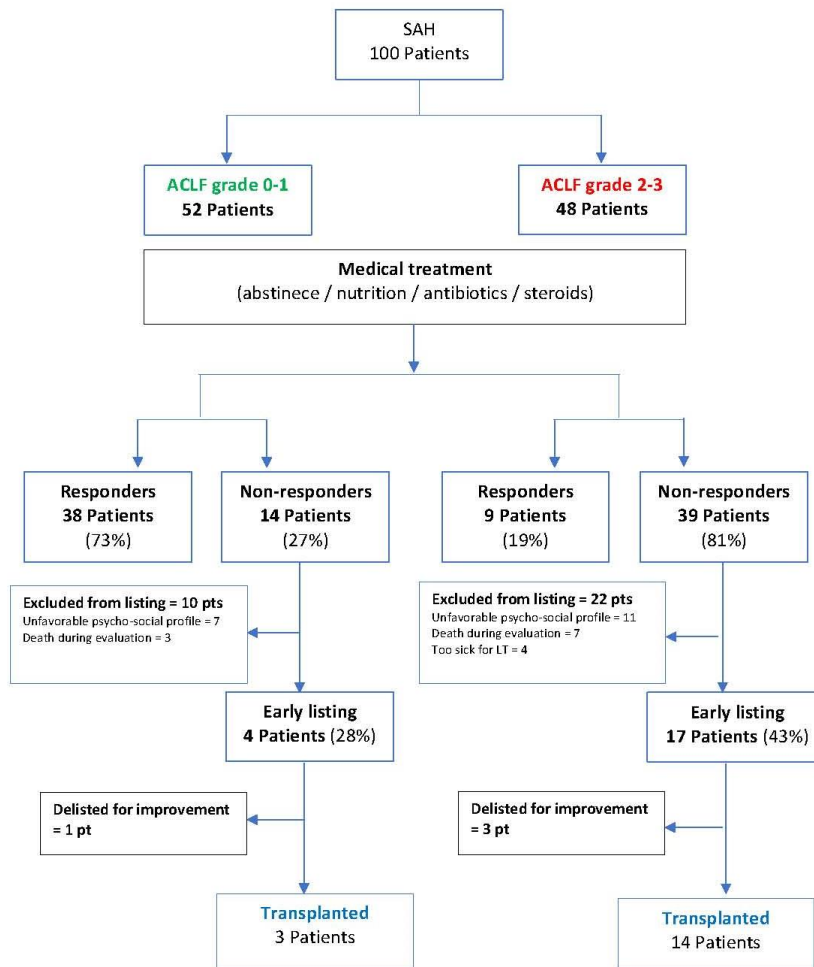 SAH
100 Patients
ACLF grade 0-1
52 Patients
ACLF grade 2-3
48 Patients
Medical treatment
(abstinece / nutrition / antibiotics / steroids)
Responders
38 Patients
(73%)
Non-responders
14 Patients
(27%)
Responders
9 Patients
(19%)
Non-responders
39 Patients
(81%)
Excluded from listing = 10 pts
Unfavorable psycho-social profile = 7
Death during evaluation = 3
Excluded from listing = 22 pts
Unfavorable psycho-social profile = 11
Death during evaluation = 7
Too sick for LT = 4
Early listing
4 Patients (28%)
Early listing
17 Patients (43%)
Delisted for improvement
= 1 pt
Delisted for improvement
= 3 pt
Transplanted
3 Patients
Transplanted
14 Patients